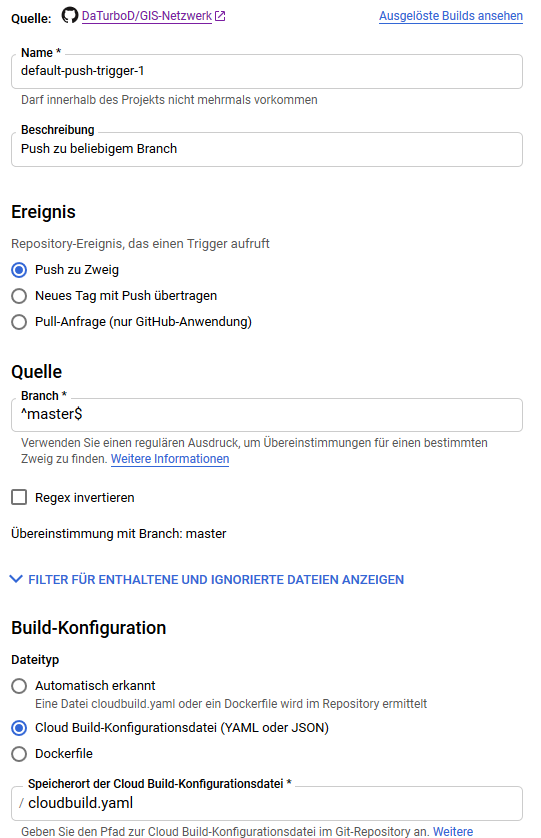 Quelle: DaTurboD/GIS-Netzwerk Ausgelöste Builds ansehen
Name *
default-push-trigger-1
Darf innerhalb des Projekts nicht mehrmals vorkommen
Beschreibung
Push zu beliebigem Branch
Ereignis
Repository-Ereignis, das einen Trigger aufruft
Push zu Zweig
Neues Tag mit Push übertragen
Pull-Anfrage (nur GitHub-Anwendung)
Quelle
Branch *
^master$
Verwenden Sie einen regulären Ausdruck, um Übereinstimmungen für einen bestimmten
Zweig zu finden. Weitere Informationen
Regex invertieren
Übereinstimmung mit Branch: master
FILTER FÜR ENTHALTENE UND IGNORIERTE DATEIEN ANZEIGEN
Build-Konfiguration
Dateityp
Automatisch erkannt
Eine Datei cloudbuild.yaml oder ein Dockerfile wird im Repository ermittelt
Cloud Build-Konfigurationsdatei (YAML oder JSON)
Dockerfile
Speicherort der Cloud Build-Konfigurationsdatei *
/ cloudbuild.yaml
Geben Sie den Pfad zur Cloud Build-Konfigurationsdatei im Git-Repository an. Weitere